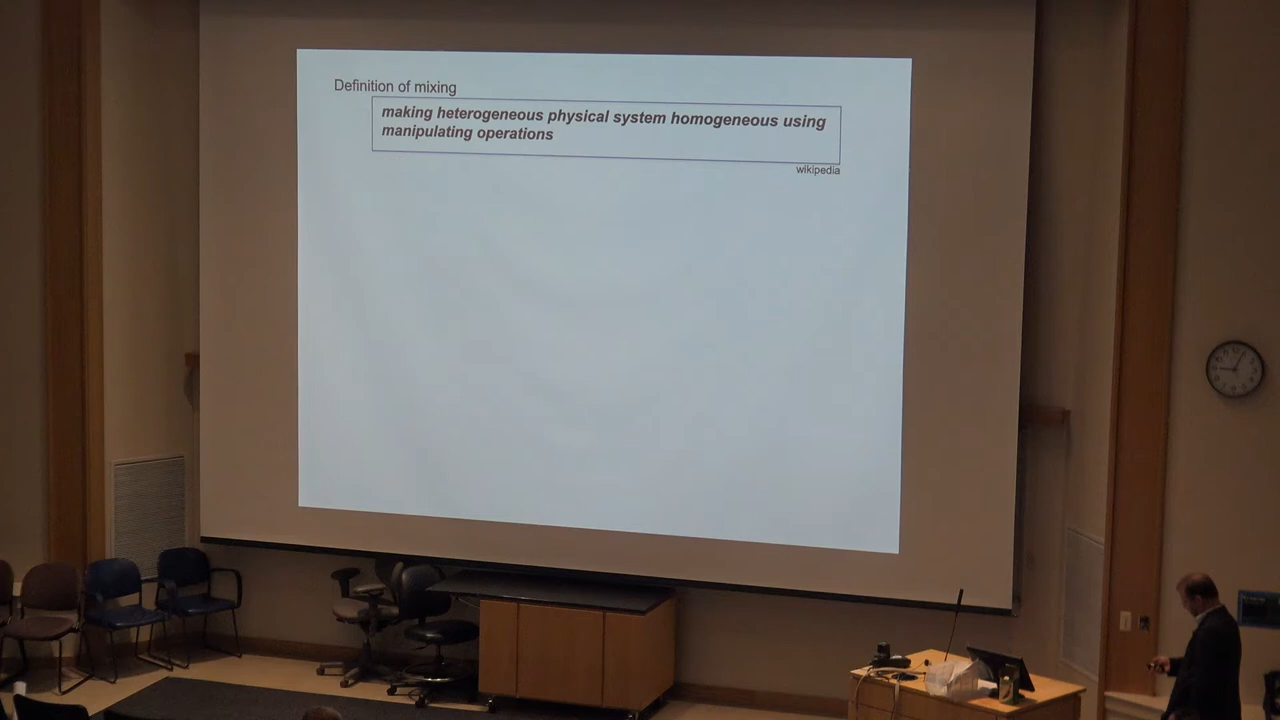 Definition of mixing
making heterogeneous physical system homogeneous using
manipulating operations
wikipedia